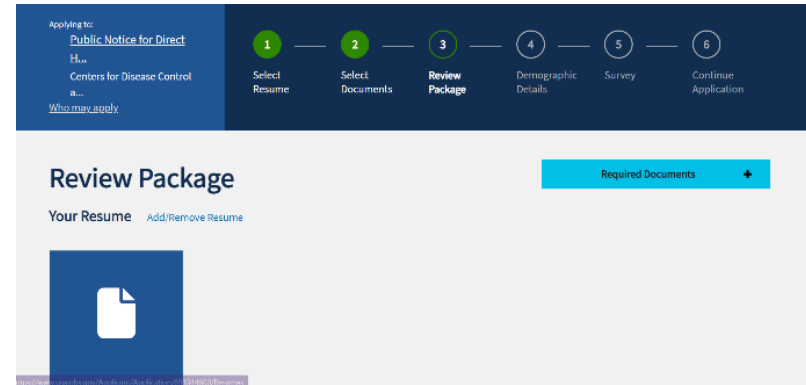 Applying to:
Public Notice for Direct
H...
Centers for Disease Control
a...
Who may apply
1
2
3
4
5
6
Select
Resume
Select
Documents
Review
Package
Demographic
Details
Survey
Continue
Application
Review Package
Required Documents +
Your Resume Add/Remove Resume